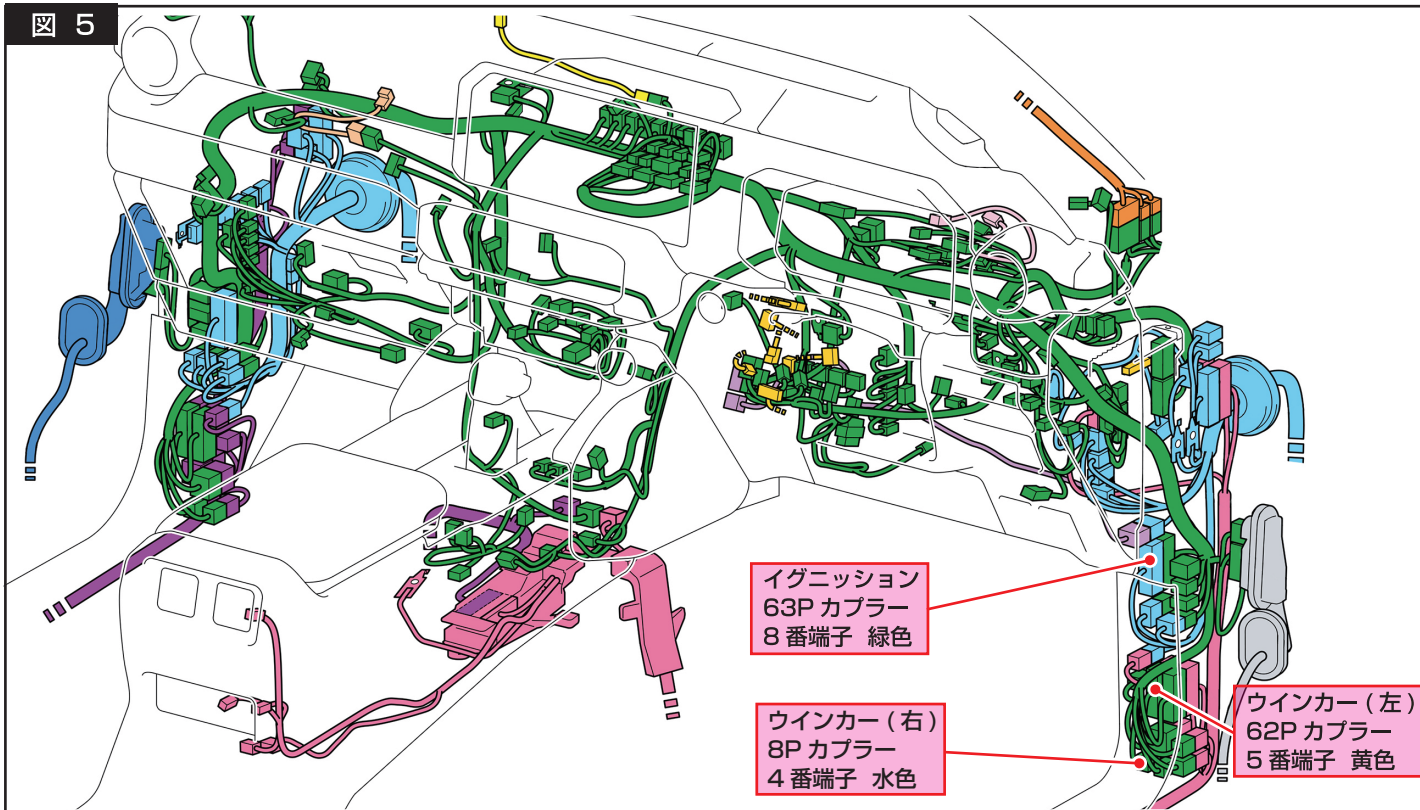 図 5
イグニッション
63P カプラー
8 番端子 緑色
ウインカー ( 右 )
8P カプラー
4 番端子 水色
ウインカー ( 左 )
62P カプラー
5 番端子 黄色